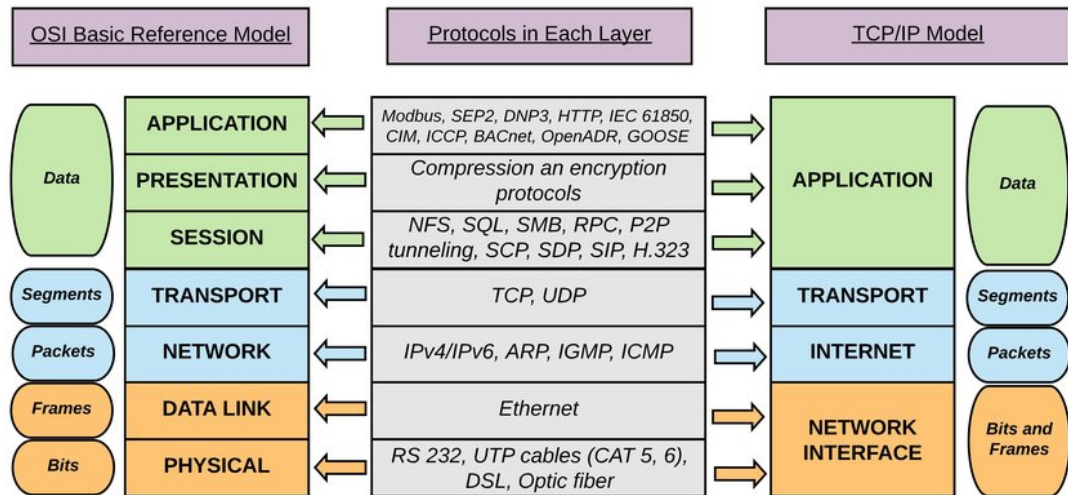 OSI Basic Reference Model
Protocols in Each Layer
TCP/IP Model
Data
APPLICATION
Modbus, SEP2, DNP3, HTTP, IEC 61850,
CIM, ICCP, BACnet, OpenADR, GOOSE
APPLICATION
Data
PRESENTATION
Compression an encryption
protocols
SESSION
NFS, SQL, SMB, RPC, P2P
tunneling, SCP, SDP, SIP, H.323
Segments
TRANSPORT
TCP, UDP
TRANSPORT
Segments
Packets
NETWORK
IPv4/IPv6, ARP, IGMP, ICMP
INTERNET
Packets
Frames
DATA LINK
Ethernet
NETWORK
INTERFACE
Bits and
Frames
Bits
PHYSICAL
RS 232, UTP cables (CAT 5, 6),
DSL, Optic fiber